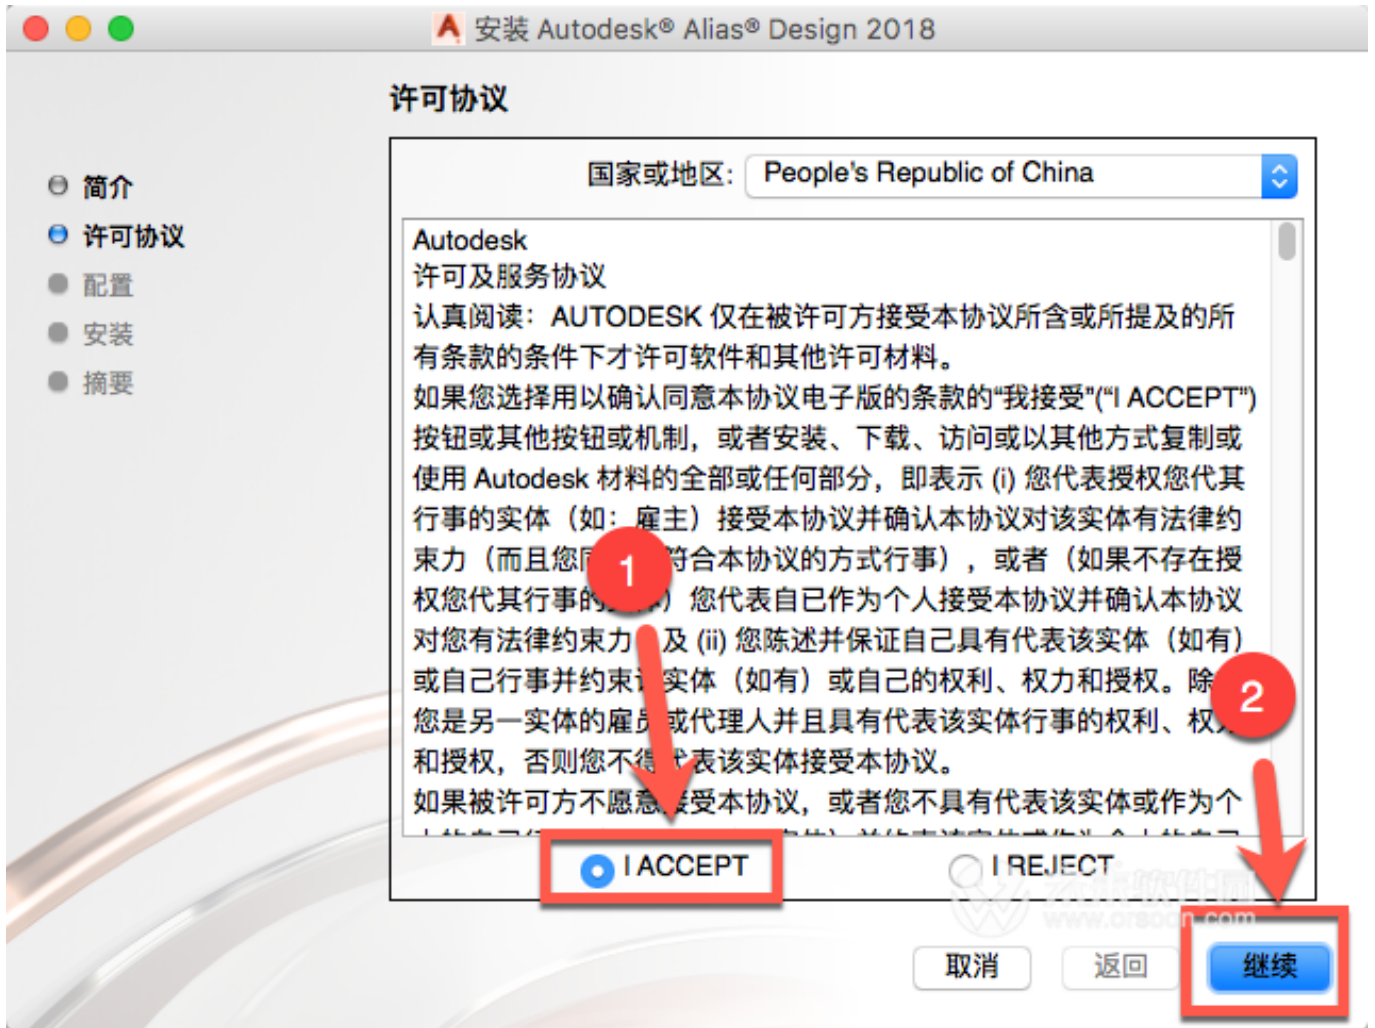 安装 Autodesk® Alias® Design 2018
许可协议
国家或地区: People's Republic of China
简介
许可协议
配置
安装
摘要
Autodesk
许可及服务协议
认真阅读：AUTODESK 仅在被许可方接受本协议所含或所提及的所
有条款的条件下才许可软件和其他许可材料。
如果您选择用以确认同意本协议电子版的条款的“我接受”(“I ACCEPT”)
按钮或其他按钮或机制，或者安装、下载、访问或以其他方式复制或
使用 Autodesk 材料的全部或任何部分，即表示 (i) 您代表授权您代其
行事的实体（如：雇主）接受本协议并确认本协议对该实体有法律约
束力（而且您同 符合本协议的方式行事），或者（如果不存在授
1
权您代其行事的 ）您代表自已作为个人接受本协议并确认本协议
对您有法律约束力 及 (ii) 您陈述并保证自己具有代表该实体（如有）
或自己行事并约束该实体（如有）或自己的权利、权力和授权。除
2
您是另一实体的雇员或代理人并且具有代表该实体行事的权利、权力
和授权，否则您不得代表该实体接受本协议。
如果被许可方不愿意接受本协议，或者您不具有代表该实体或作为个
I ACCEPT
I REJECT
www.orsoon.com
取消
返回
继续